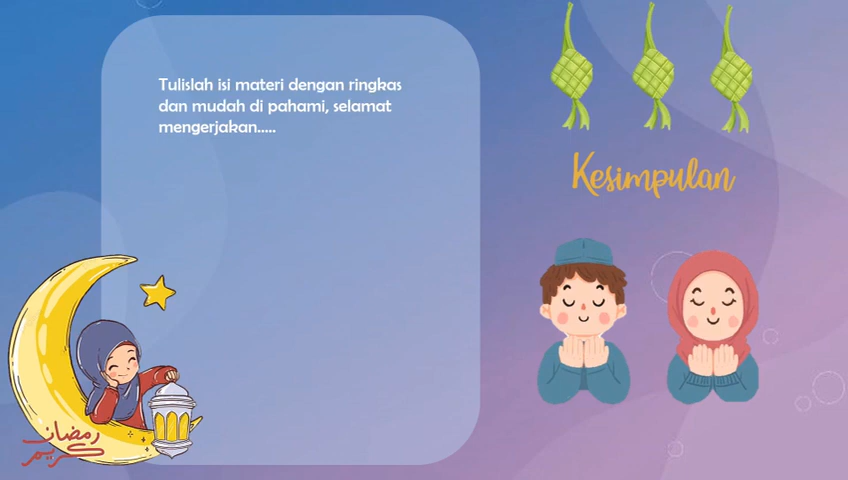 Tulislah isi materi dengan ringkas
dan mudah di pahami, selamat
mengerjakan.....
Kesimpulan
رمضان
كريم